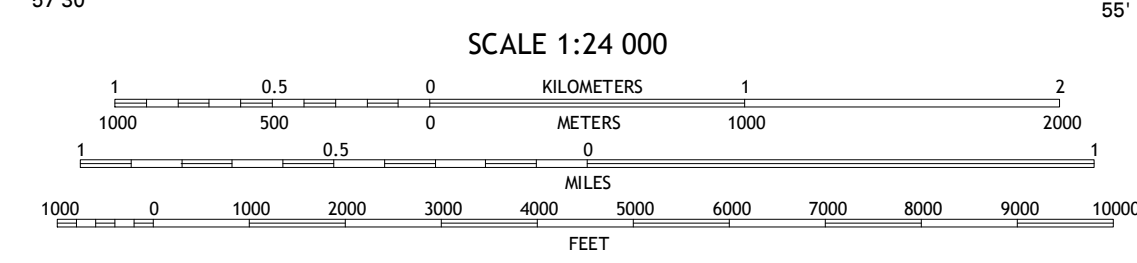 57'30"
55'
SCALE 1:24 000
1 0.5 0 KILOMETERS 1 2
1000 500 0 METERS 1000 2000
1 0.5 0 1
MILES
1000 0 1000 2000 3000 4000 5000 6000 7000 8000 9000 10000
FEET